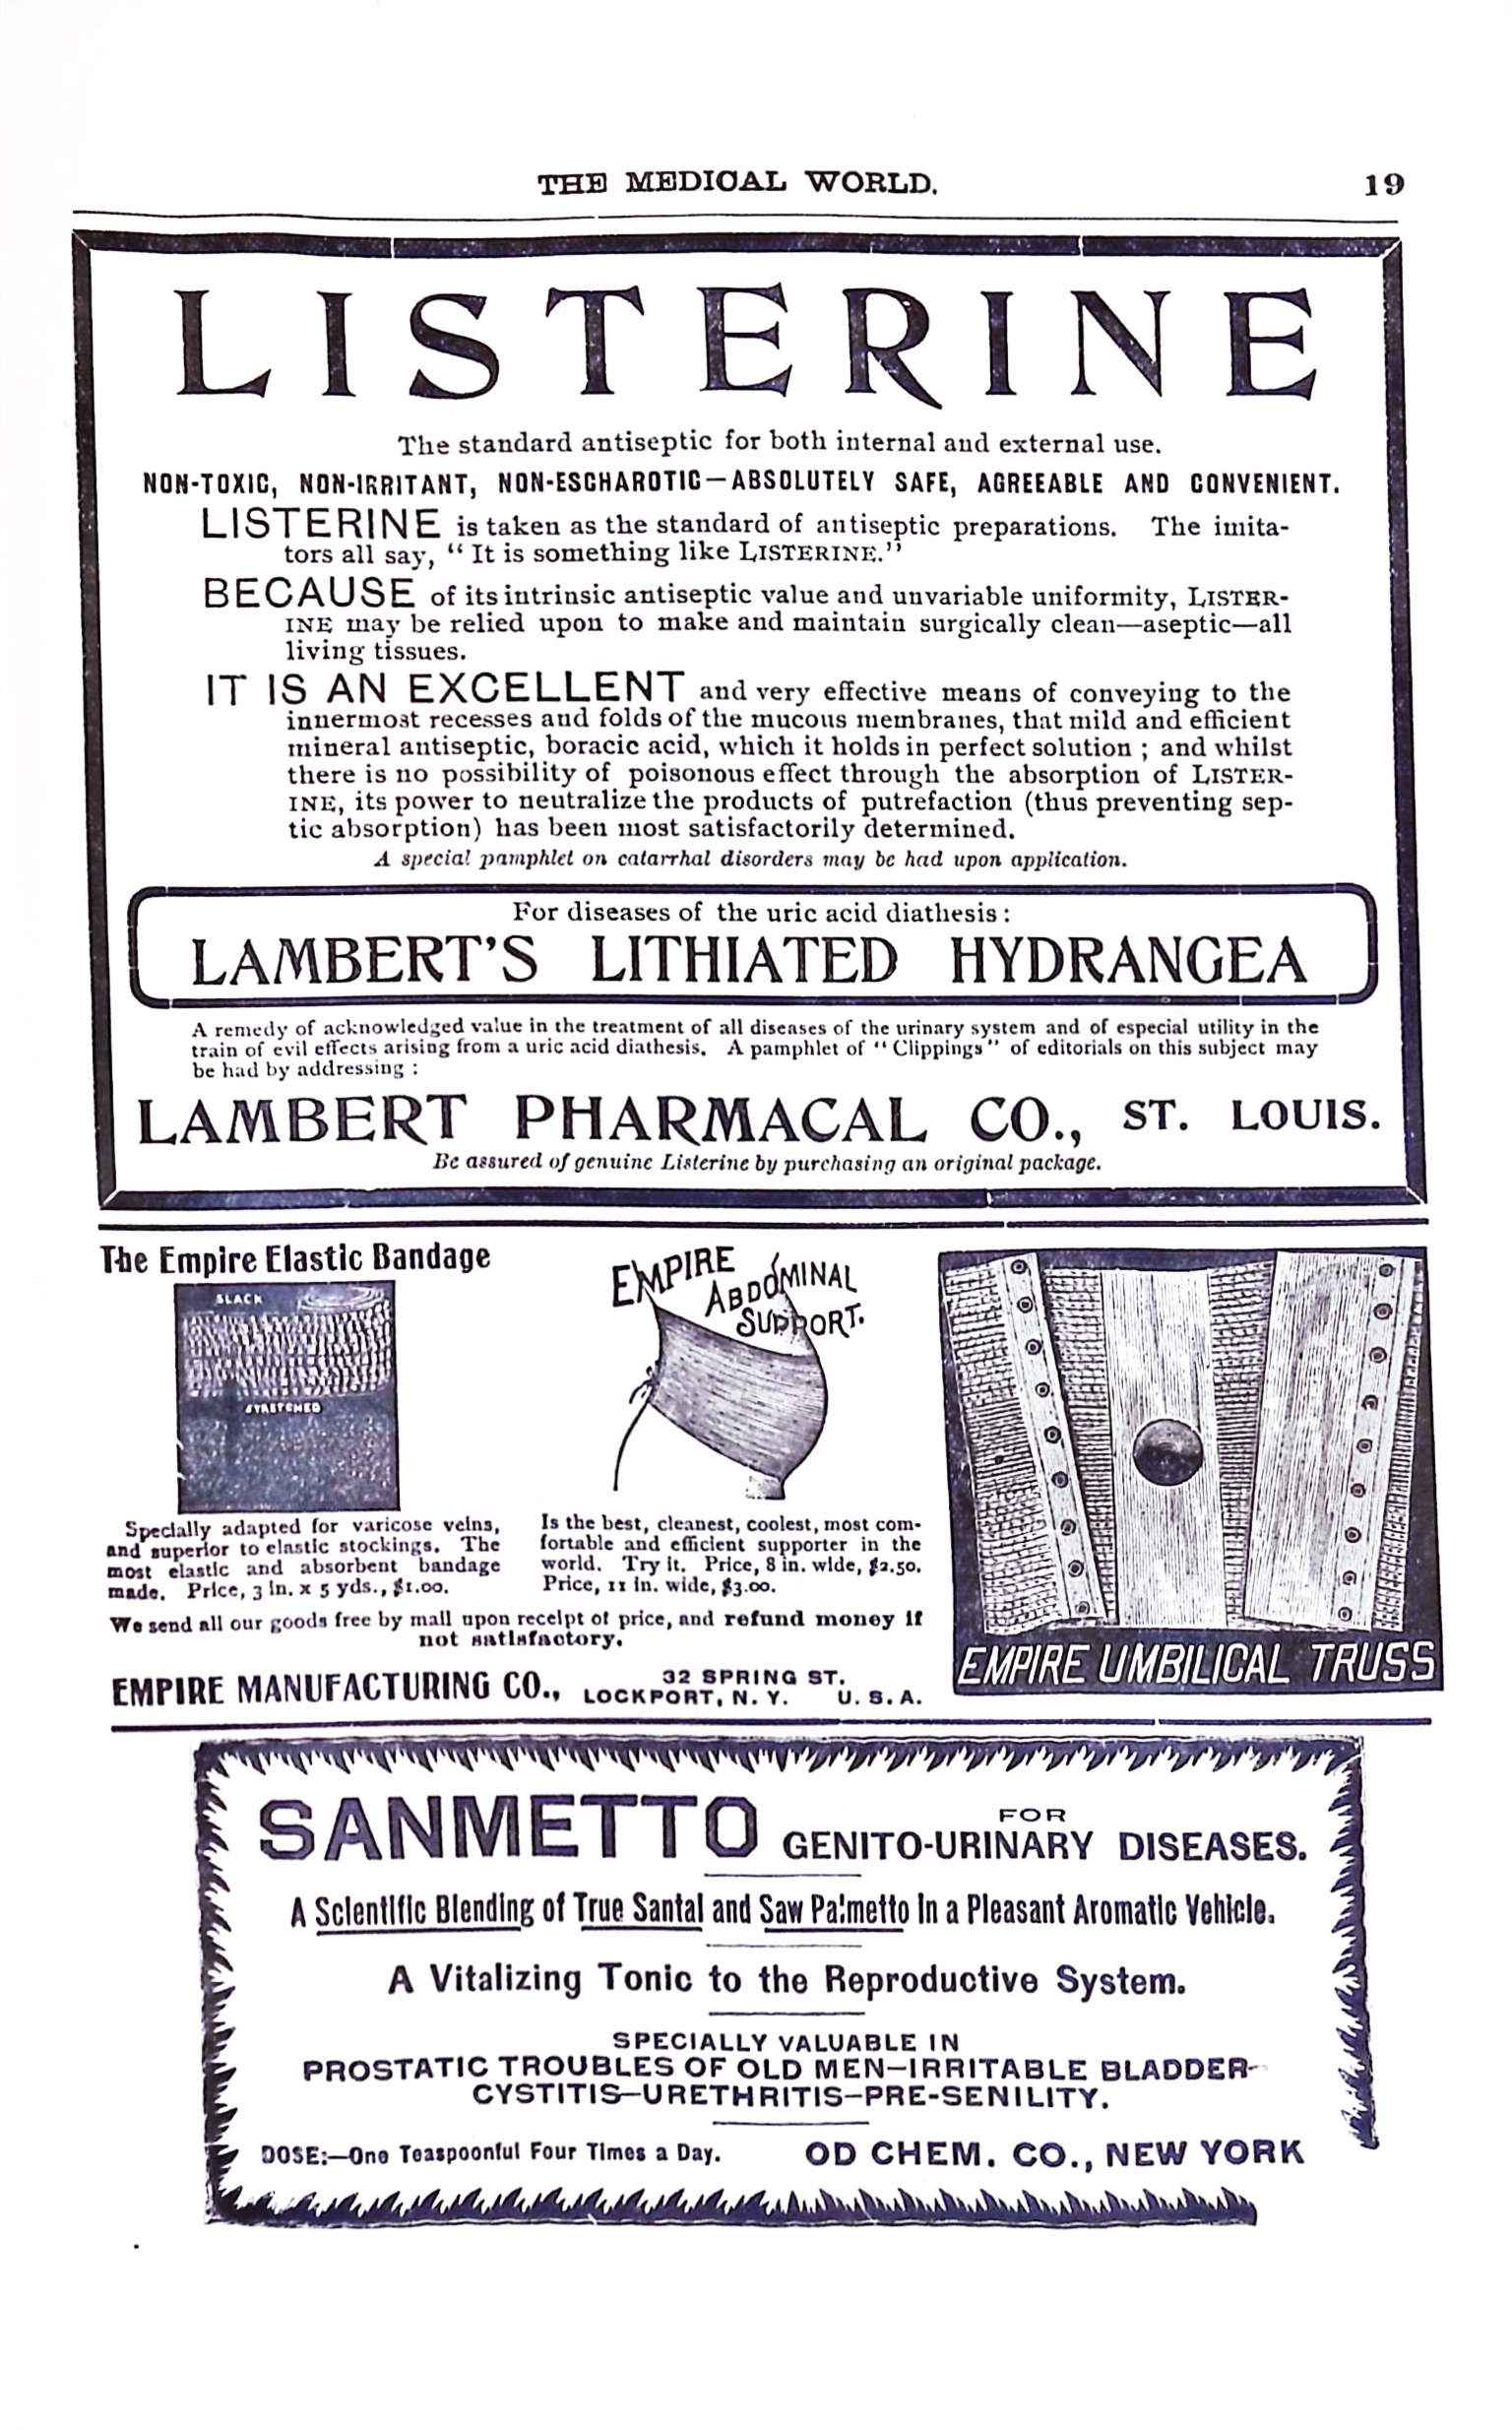 THE MEDICAL WORLD.
19
LISTERINE
The standard antiseptic for both internal and external use.
NON-TOXIC, NON-IRRITANT, NON-ESCHAROTIC—ABSOLUTELY SAFE, AGREEABLE AND CONVENIENT.
LISTERINE is taken as the standard of antiseptic preparations. The imita-
tors all say, "It is something like LISTERINE."
BECAUSE of its intrinsic antiseptic value and unvariable uniformity, LISTER-
INE may be relied upon to make and maintain surgically clean—aseptic—all
living tissues.
IT IS AN EXCELLENT and very effective means of conveying to the
innermost recesses and folds of the mucous membranes, that mild and efficient
mineral antiseptic, boracic acid, which it holds in perfect solution ; and whilst
there is no possibility of poisonous effect through the absorption of LISTER-
INE, its power to neutralize the products of putrefaction (thus preventing sep-
tic absorption) has been most satisfactorily determined.
A special pamphlet on catarrhal disorders may be had upon application.
For diseases of the uric acid diathesis :
LAMBERT'S LITHIATED HYDRANGEA
A remedy of acknowledged value in the treatment of all diseases of the urinary system and of especial utility in the
train of evil effects arising from a uric acid diathesis. A pamphlet of "Clippings" of editorials on this subject may
be had by addressing :
LAMBERT PHARMACAL CO., ST. LOUIS.
Be assured of genuine Listerine by purchasing an original package.
The Empire Elastic Bandage
SLACK
STRETCHED
Specially adapted for varicose veins,
and superior to elastic stockings. The
most elastic and absorbent bandage
made. Price, 3 in. x 5 yds., $1.00.
EMPIRE
ABDOMINAL
SUPPORT.
Is the best, cleanest, coolest, most com-
fortable and efficient supporter in the
world. Try it. Price, 8 in. wide, $2.50.
Price, 11 in. wide, $3.00.
We send all our goods free by mail upon receipt of price, and refund money if
not satisfactory.
EMPIRE MANUFACTURING CO., 32 SPRING ST.
LOCKPORT, N. Y. U. S. A.
EMPIRE UMBILICAL TRUSS
SANMETTO FOR
GENITO-URINARY DISEASES.
A Scientific Blending of True Santal and Saw Palmetto in a Pleasant Aromatic Vehicle.
A Vitalizing Tonic to the Reproductive System.
SPECIALLY VALUABLE IN
PROSTATIC TROUBLES OF OLD MEN—IRRITABLE BLADDER-
CYSTITIS—URETHRITIS—PRE-SENILITY.
DOSE:—One Teaspoonful Four Times a Day. OD CHEM. CO., NEW YORK